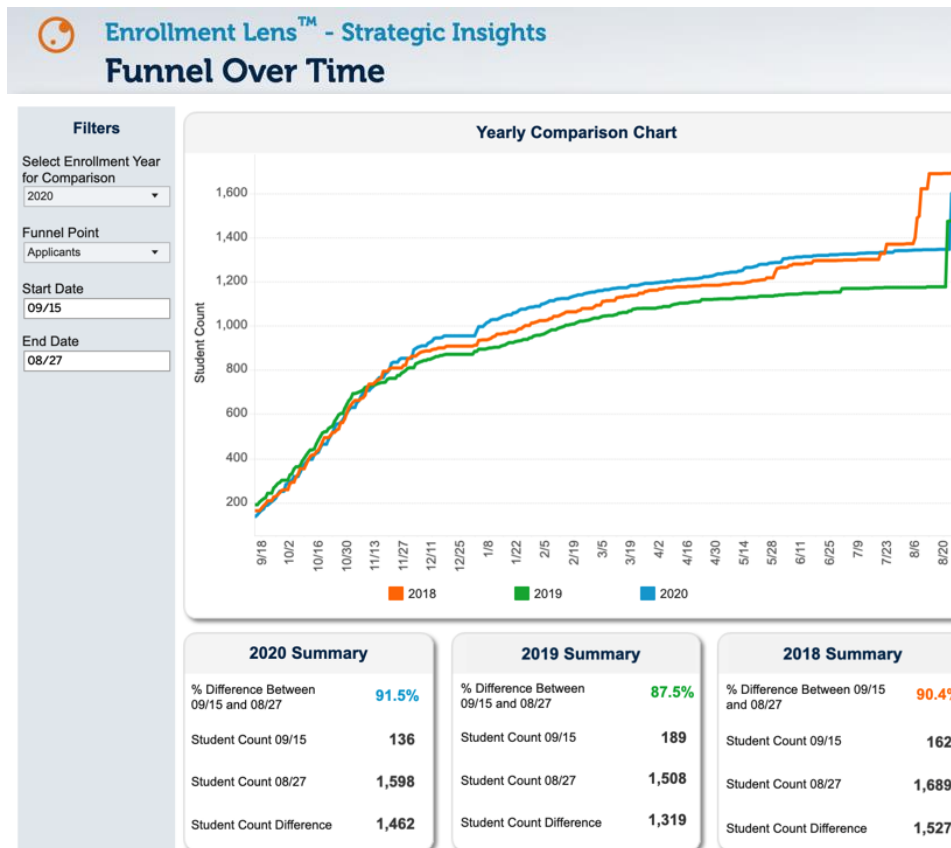 Enrollment Lens™ - Strategic Insights
Funnel Over Time
Filters
Select Enrollment Year
for Comparison
2020
Funnel Point
Applicants
Start Date
09/15
End Date
08/27
Yearly Comparison Chart
Student Count
1,600
1,400
1,200
1,000
800
600
400
200
9/18
10/2
10/16
10/30
11/13
11/27
12/11
12/25
1/8
1/22
2/5
2/19
3/5
3/19
4/2
4/16
4/30
5/14
5/28
6/11
6/25
7/9
7/23
8/6
8/20
2018
2019
2020
2020 Summary
% Difference Between
09/15 and 08/27
91.5%
Student Count 09/15
136
Student Count 08/27
1,598
Student Count Difference
1,462
2019 Summary
% Difference Between
09/15 and 08/27
87.5%
Student Count 09/15
189
Student Count 08/27
1,508
Student Count Difference
1,319
2018 Summary
% Difference Between 09/15
and 08/27
90.4%
Student Count 09/15
162
Student Count 08/27
1,689
Student Count Difference
1,527